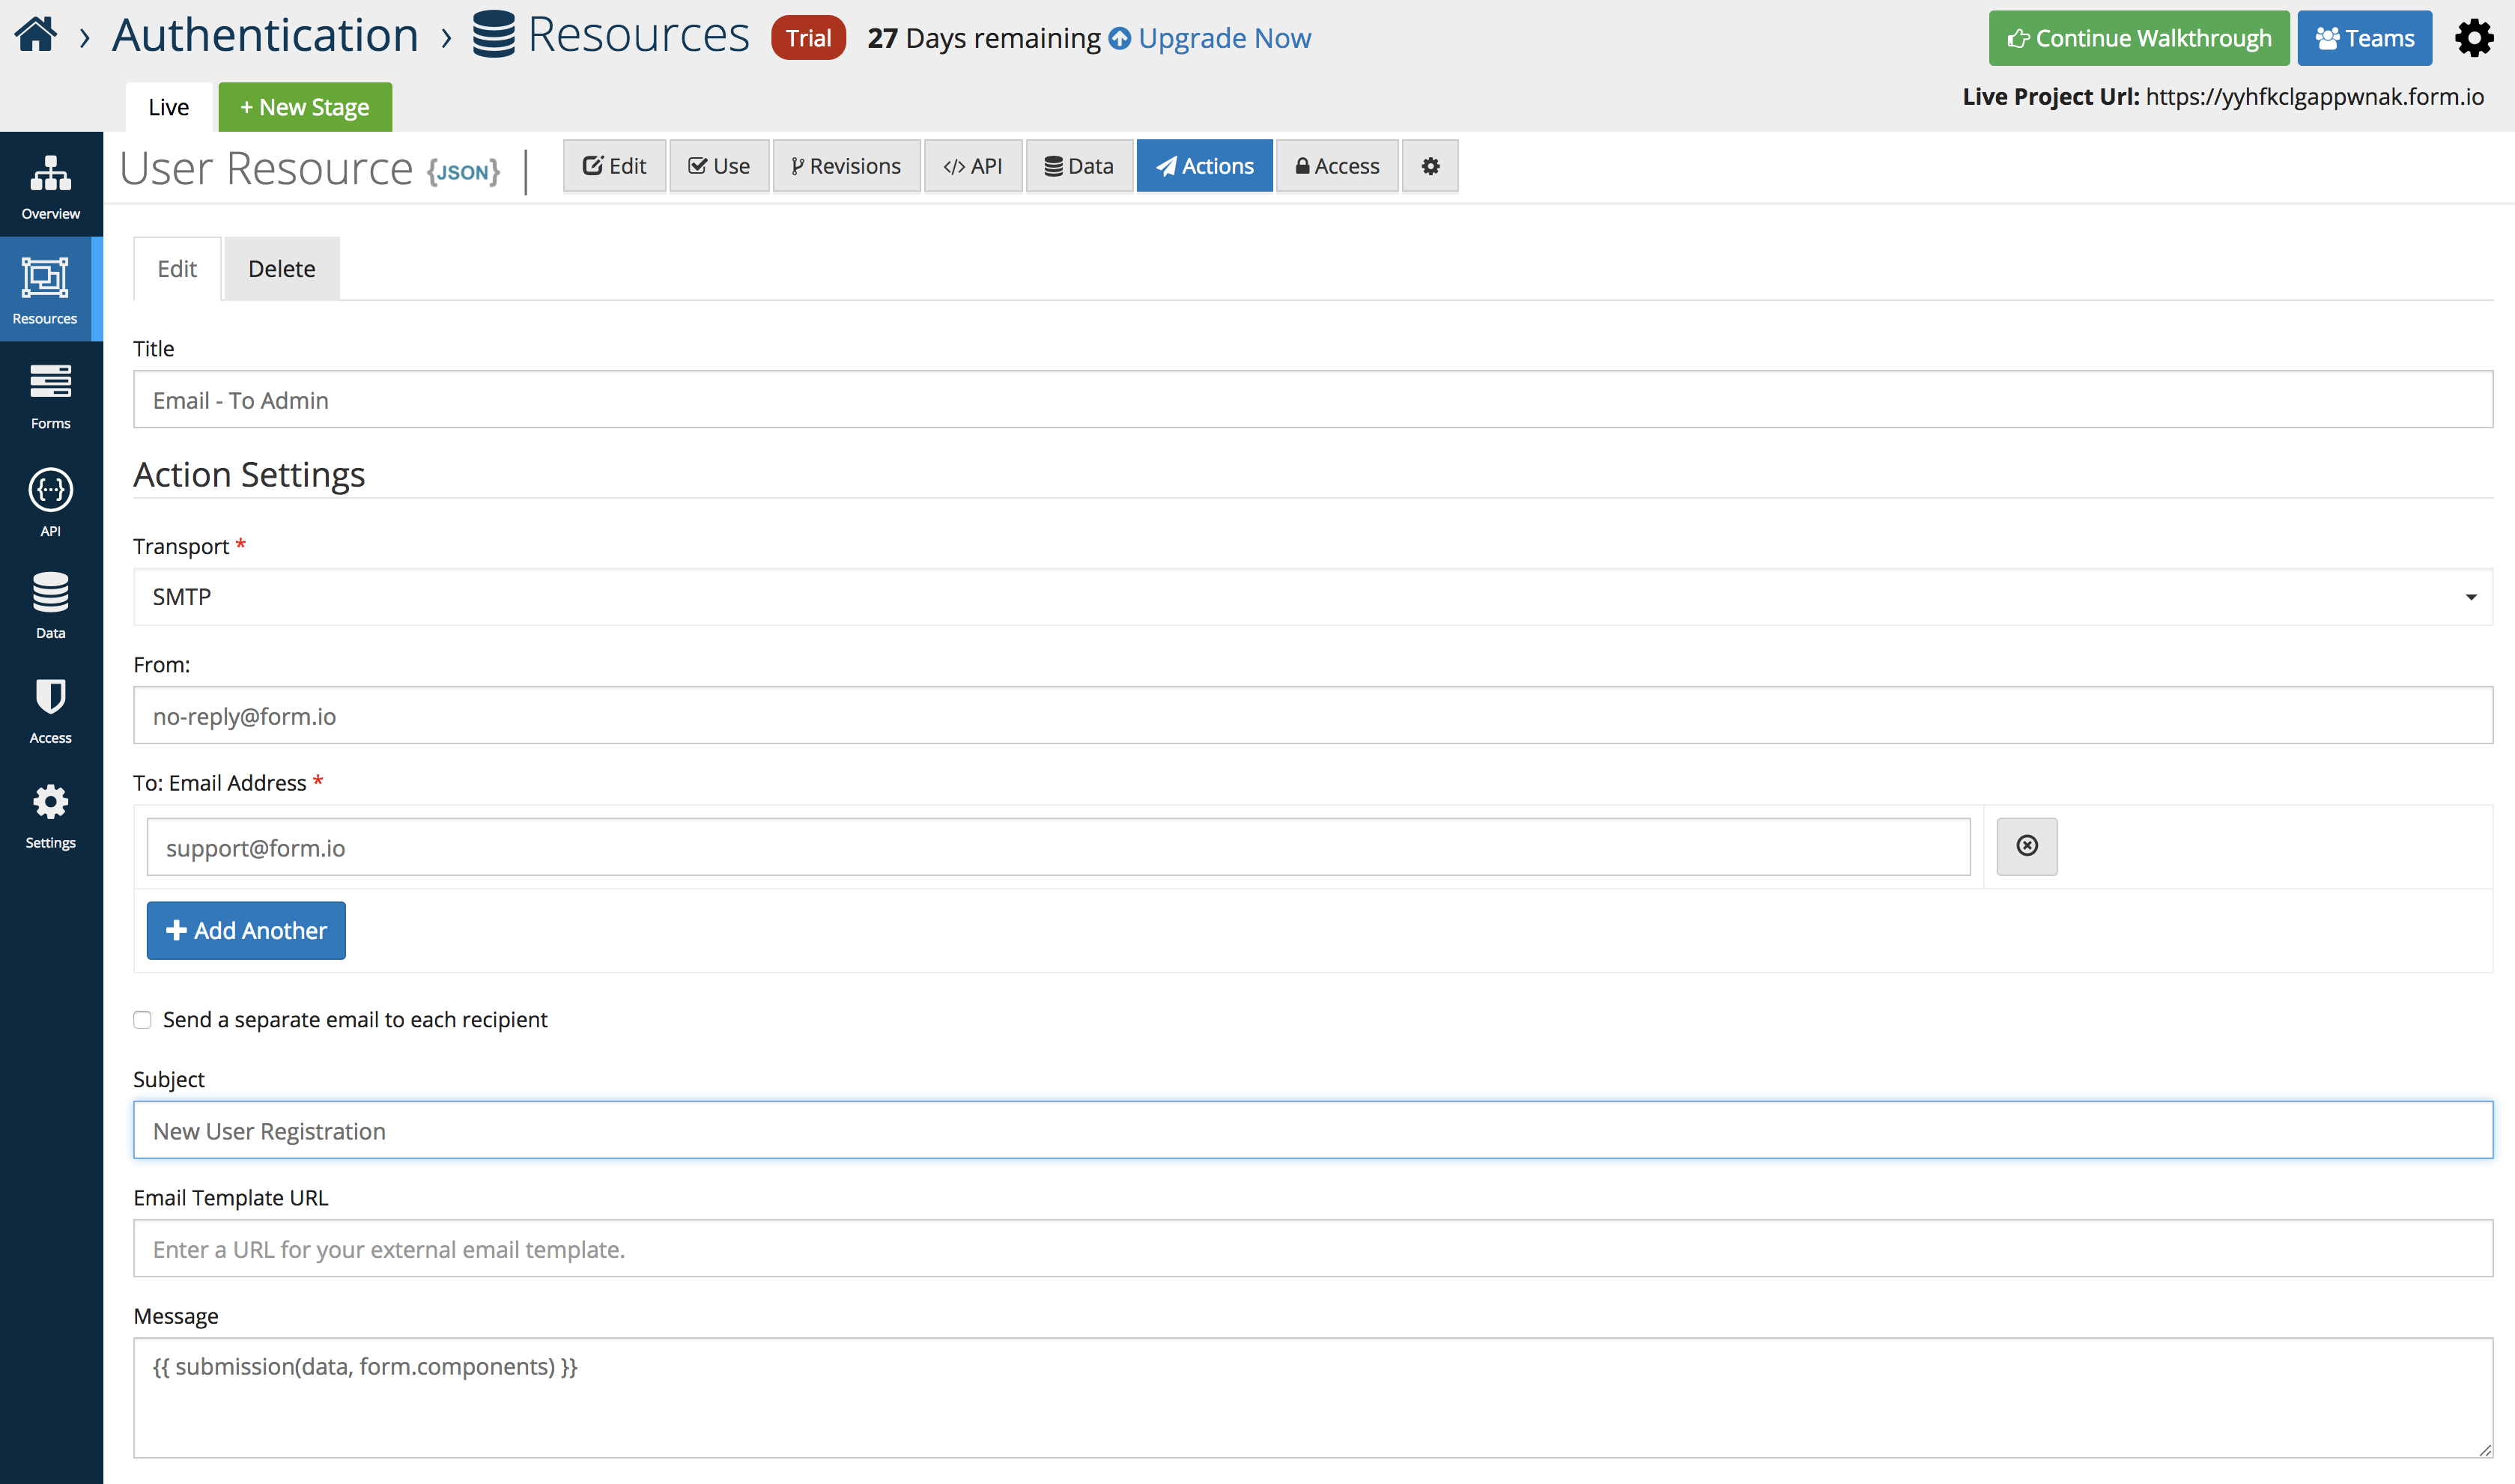 › Authentication › Resources Trial 27 Days remaining Upgrade Now Continue Walkthrough Teams
Live + New Stage Live Project Url: https://yyhfkclgappwnak.form.io
User Resource {JSON} | Edit Use Revisions </> API Data Actions Access
Overview
Resources
Forms
API
Data
Access
Settings
Edit Delete
Title
Email - To Admin
Action Settings
Transport *
SMTP
From:
no-reply@form.io
To: Email Address *
support@form.io
Add Another
Send a separate email to each recipient
Subject
New User Registration
Email Template URL
Enter a URL for your external email template.
Message
{{ submission(data, form.components) }}